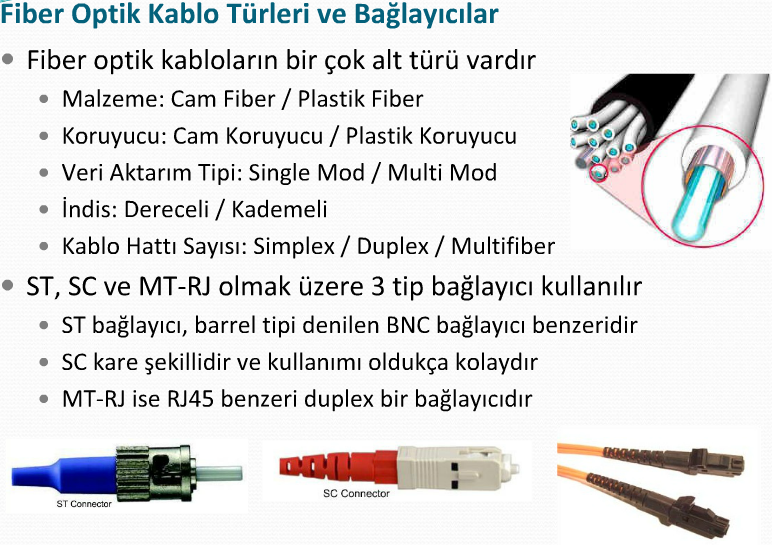 Fiber Optik Kablo Türleri ve Bağlayıcılar
Fiber optik kabloların bir çok alt türü vardır
Malzeme: Cam Fiber / Plastik Fiber
Koruyucu: Cam Koruyucu / Plastik Koruyucu
Veri Aktarım Tipi: Single Mod / Multi Mod
İndis: Dereceli / Kademeli
Kablo Hattı Sayısı: Simplex / Duplex / Multifiber
ST, SC ve MT-RJ olmak üzere 3 tip bağlayıcı kullanılır
ST bağlayıcı, barrel tipi denilen BNC bağlayıcı benzeridir
SC kare şekillidir ve kullanımı oldukça kolaydır
MT-RJ ise RJ45 benzeri duplex bir bağlayıcıdır
ST Connector
SC Connector